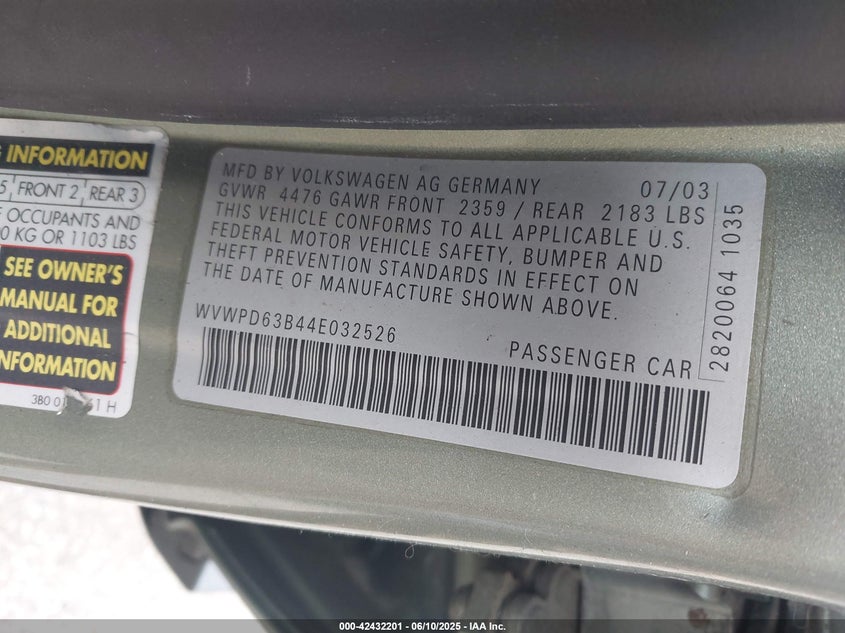 INFORMATION
5 FRONT 2 REAR 3
OCCUPANTS AND
0 KG OR 1103 LBS
SEE OWNER'S
MANUAL FOR
ADDITIONAL
INFORMATION
3B0 0 1 H
MFD BY VOLKSWAGEN AG GERMANY 07/03
GVWR 4476 GAWR FRONT 2359 / REAR 2183 LBS
THIS VEHICLE CONFORMS TO ALL APPLICABLE U.S.
FEDERAL MOTOR VEHICLE SAFETY, BUMPER AND
THEFT PREVENTION STANDARDS IN EFFECT ON
THE DATE OF MANUFACTURE SHOWN ABOVE.
WVWPD63B44E032526
PASSENGER CAR
2820064 1035
000-42432201 - 06/10/2025 - IAA Inc.